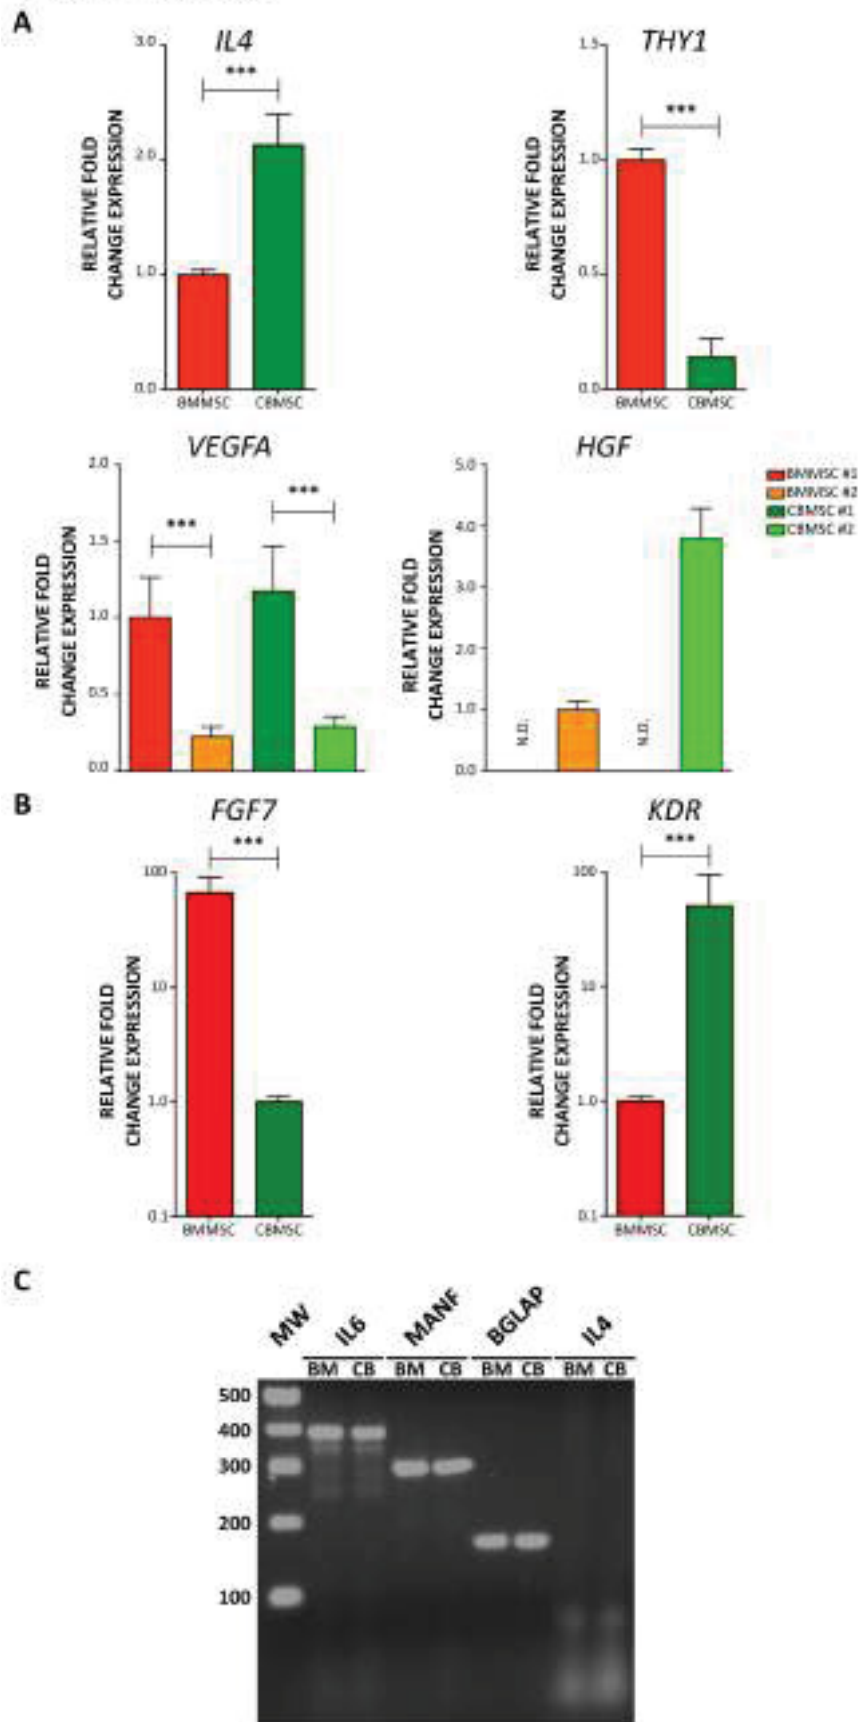 A
IL4
THY1
3.0
2.0
1.0
0.0
RELATIVE FOLD
CHANGE EXPRESSION
***
BMMSC CBMSC
1.5
1.0
0.5
0.0
RELATIVE FOLD
CHANGE EXPRESSION
***
BMMSC CBMSC
VEGFA
HGF
2.0
1.5
1.0
0.5
0.0
RELATIVE FOLD
CHANGE EXPRESSION
***
***
5.0
4.0
3.0
2.0
1.0
0.0
RELATIVE FOLD
CHANGE EXPRESSION
N.D.
N.D.
BMMSC #1
BMMSC #2
CBMSC #1
CBMSC #2
B
FGF7
KDR
100
10
1.0
0.1
RELATIVE FOLD
CHANGE EXPRESSION
***
BMMSC CBMSC
100
10
1.0
0.1
RELATIVE FOLD
CHANGE EXPRESSION
***
BMMSC CBMSC
C
MW IL6 MANF BGLAP IL4
BM CB BM CB BM CB BM CB
500
400
300
200
100